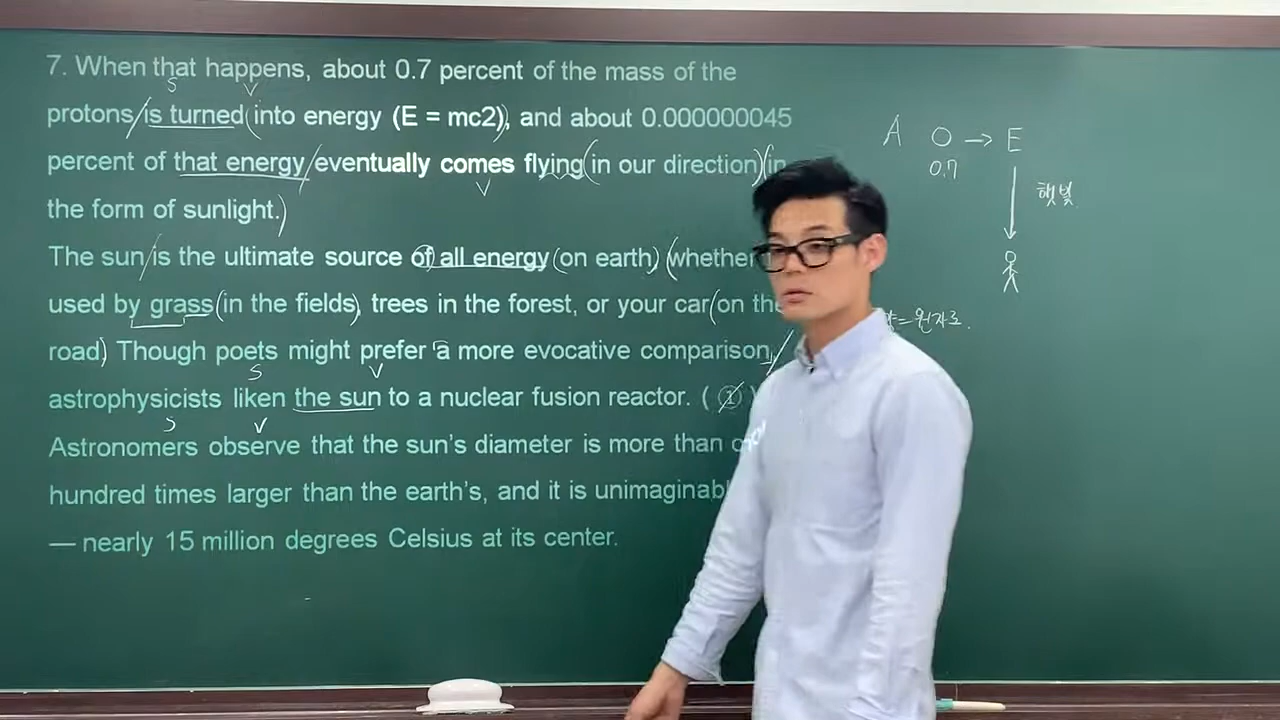 7. When that happens, about 0.7 percent of the mass of the
protons is turned into energy (E = mc2), and about 0.000000045
percent of that energy eventually comes flying in our direction in
the form of sunlight.
The sun is the ultimate source of all energy on earth, whether
used by grass in the fields, trees in the forest, or your car on the
road. Though poets might prefer a more evocative comparison,
astrophysicists liken the sun to a nuclear fusion reactor. ( ① )
Astronomers observe that the sun's diameter is more than
hundred times larger than the earth's, and it is
— nearly 15 million degrees Celsius at its center.
S
V
V
S
V
S
V
A O → E
0.7
햇빛
=원자로.